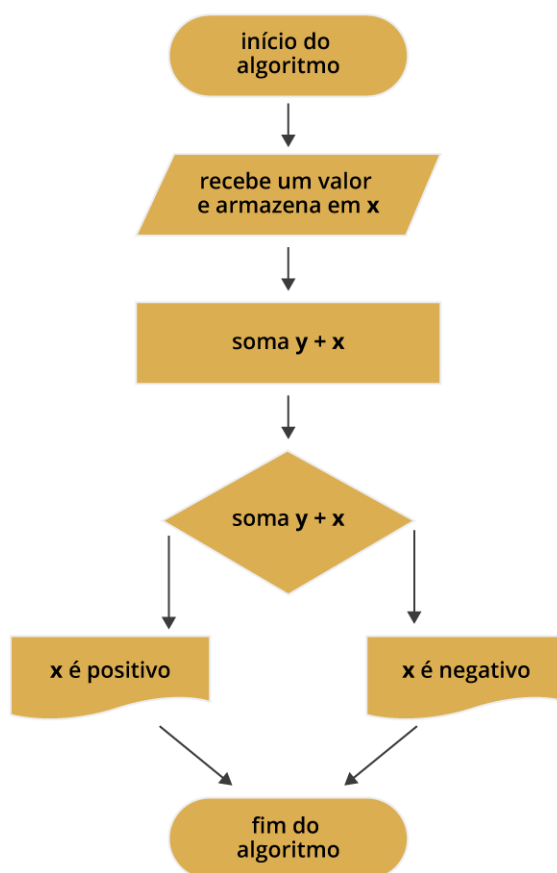 início do
algoritmo
recebe um valor
e armazena em x
soma y + x
soma y + x
x é positivo
x é negativo
fim do
algoritmo